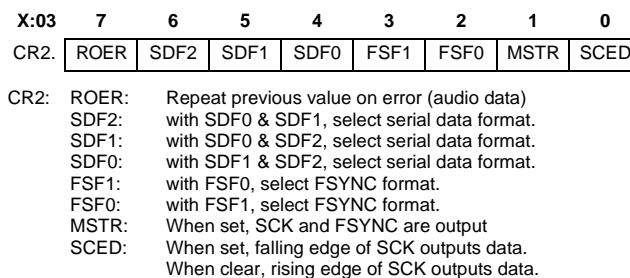 X:03 7 6 5 4 3 2 1 0
CR2. ROER SDF2 SDF1 SDF0 FSF1 FSF0 MSTR SCED
CR2: ROER: Repeat previous value on error (audio data)
SDF2: with SDF0 & SDF1, select serial data format.
SDF1: with SDF0 & SDF2, select serial data format.
SDF0: with SDF1 & SDF2, select serial data format.
FSF1: with FSF0, select FSYNC format.
FSF0: with FSF1, select FSYNC format.
MSTR: When set, SCK and FSYNC are output
SCED: When set, falling edge of SCK outputs data.
When clear, rising edge of SCK outputs data.